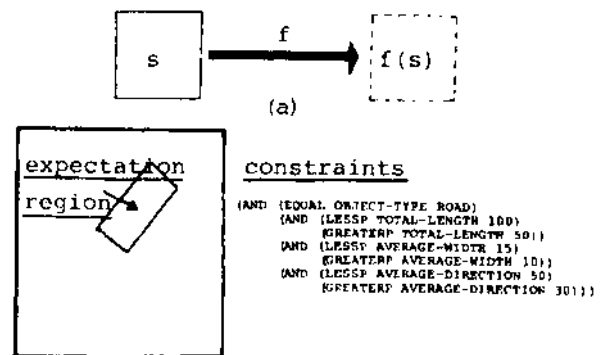 f
s
f(s)
(a)
expectation
region
constraints
(AND (EQUAL OBJECT-TYPE ROAD)
(AND (LESSP TOTAL-LENGTH 100)
(GREATERP TOTAL-LENGTH 50))
(AND (LESSP AVERAGE-WIDTH 15)
(GREATERP AVERAGE-WIDTH 10))
(AND (LESSP AVERAGE-DIRECTION 50)
(GREATERP AVERAGE-DIRECTION 30)))